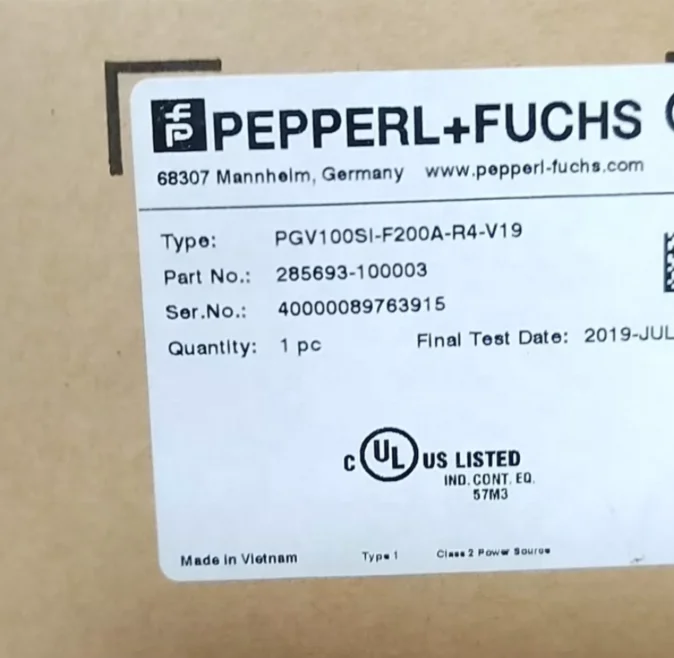 PEPPERL+FUCHS
68307 Mannheim, Germany www.pepperl-fuchs.com
Type: PGV100SI-F200A-R4-V19
Part No.: 285693-100003
Ser.No.: 40000089763915
Quantity: 1 pc Final Test Date: 2019-JUL
C UL US LISTED
IND. CONT. EQ.
57M3
Made in Vietnam Type 1 Class 2 Power Source